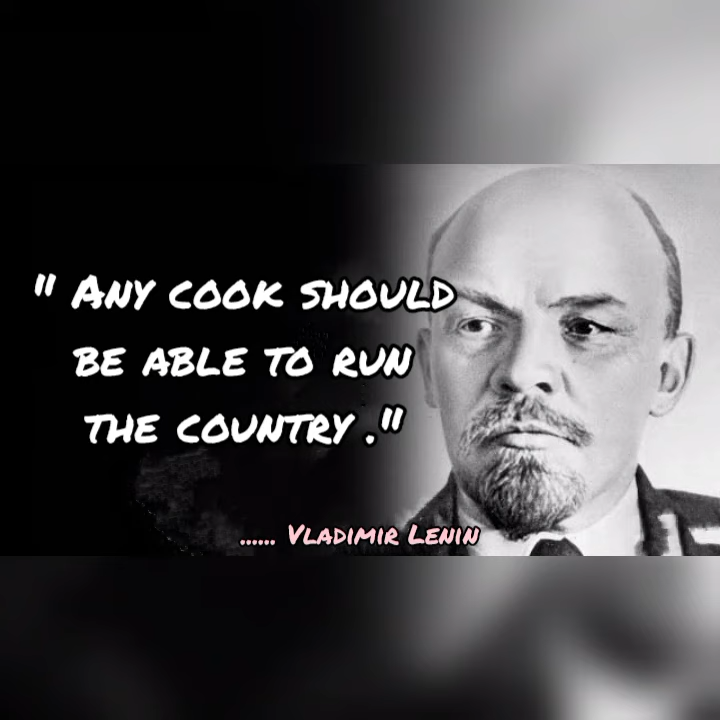 " Any cook should
be able to run
the country ."
...... Vladimir Lenin